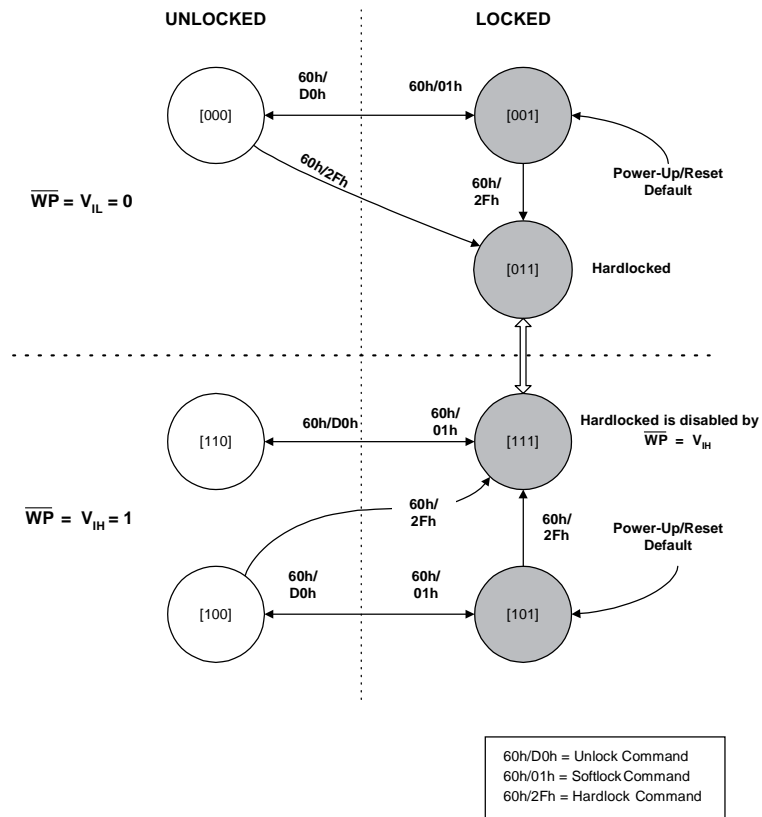 UNLOCKED
LOCKED
60h/
D0h
60h/01h
[000]
[001]
60h/2Fh
60h/
2Fh
Power-Up/Reset
Default
WP = VIL = 0
[011]
Hardlocked
60h/D0h
60h/
01h
[110]
[111]
Hardlocked is disabled by
WP = VIH
60h/
2Fh
60h/
2Fh
WP = VIH = 1
Power-Up/Reset
Default
60h/
D0h
60h/
01h
[100]
[101]
60h/D0h = Unlock Command
60h/01h = Softlock Command
60h/2Fh = Hardlock Command